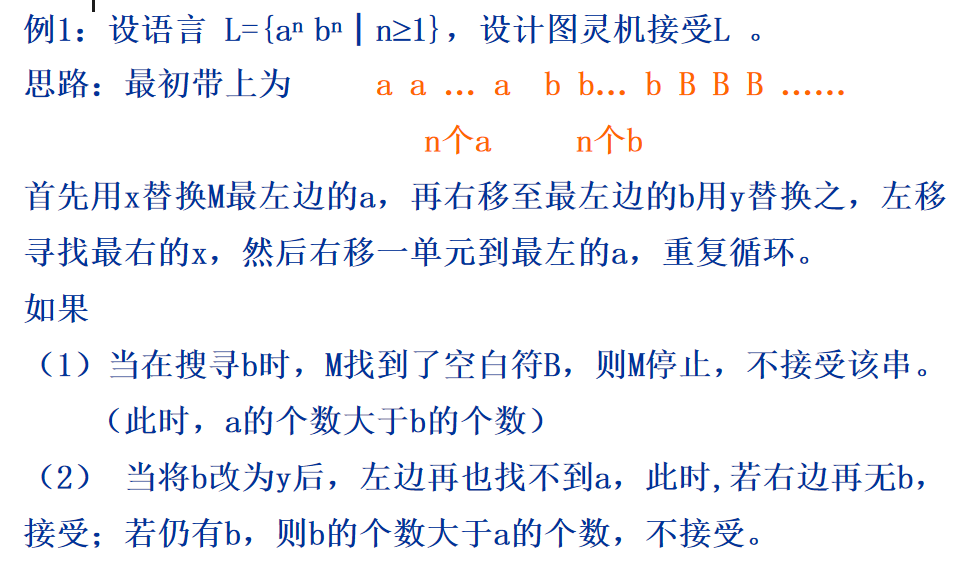 例1：设语言 L={aⁿ bⁿ | n≥1}，设计图灵机接受L 。
思路：最初带上为 a a … a b b… b B B B ……
n个a n个b
首先用x替换M最左边的a，再右移至最左边的b用y替换之，左移
寻找最右的x，然后右移一单元到最左的a，重复循环。
如果
（1）当在搜寻b时，M找到了空白符B，则M停止，不接受该串。
（此时，a的个数大于b的个数）
（2） 当将b改为y后，左边再也找不到a，此时,若右边再无b，
接受；若仍有b，则b的个数大于a的个数，不接受。